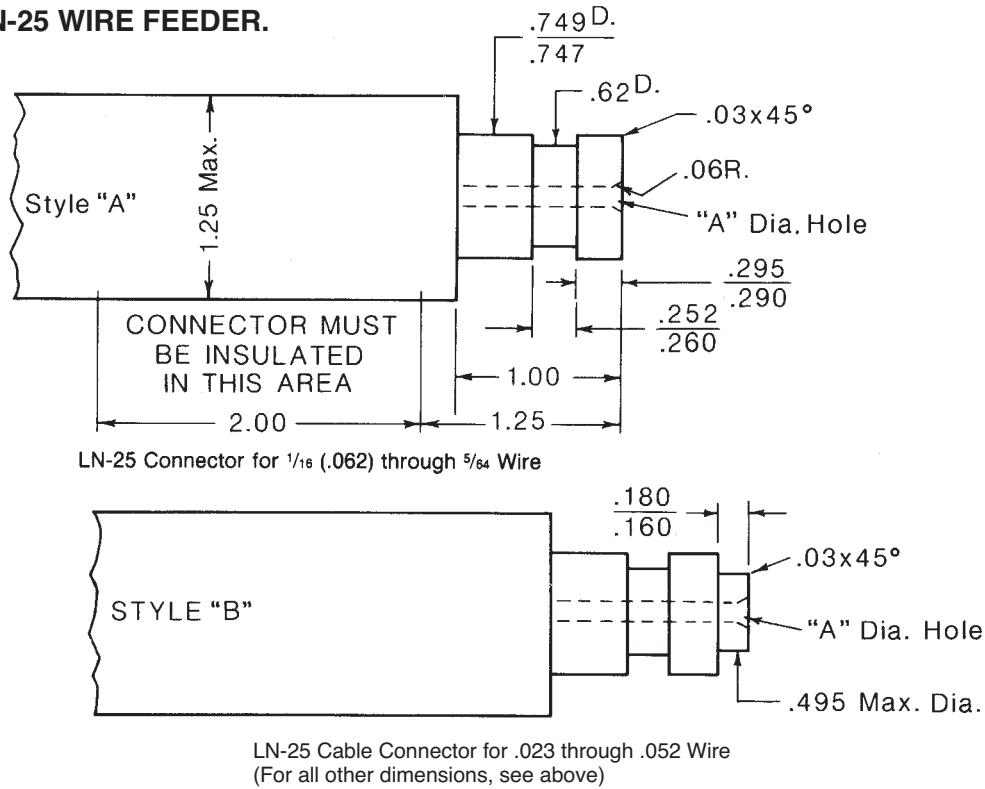 N-25 WIRE FEEDER.
.749 D.
.747
.62 D.
.03x45°
.06R.
"A" Dia. Hole
Style "A"
1.25 Max.
.295
.290
.252
.260
CONNECTOR MUST
BE INSULATED
IN THIS AREA
1.00
2.00
1.25
LN-25 Connector for 1/16 (.062) through 5/64 Wire
.180
.160
.03x45°
STYLE "B"
"A" Dia. Hole
.495 Max. Dia.
LN-25 Cable Connector for .023 through .052 Wire
(For all other dimensions, see above)